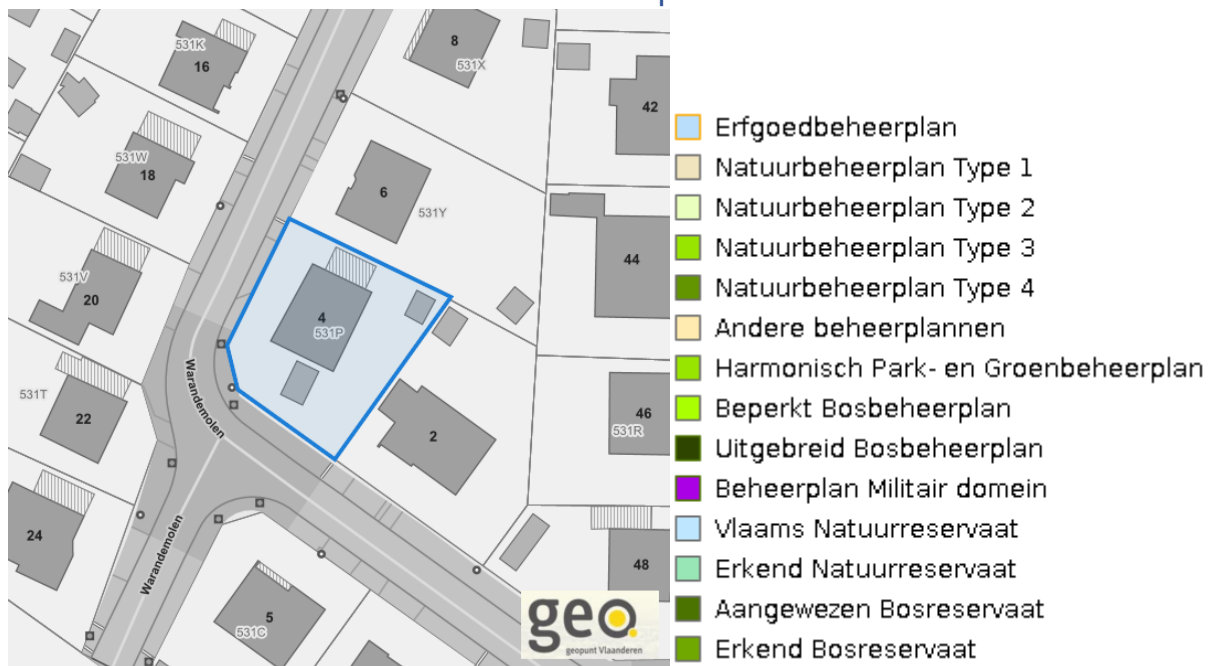 8
531K
16
531X
42
531W
18
6
531Y
44
531V
20
4
531P
Warandemolen
531T
22
2
46
531R
24
Warandemolen
48
5
531C
geo.
geopunt Vlaanderen
Erfgoedbeheerplan
Natuurbeheerplan Type 1
Natuurbeheerplan Type 2
Natuurbeheerplan Type 3
Natuurbeheerplan Type 4
Andere beheerplannen
Harmonisch Park- en Groenbeheerplan
Beperkt Bosbeheerplan
Uitgebreid Bosbeheerplan
Beheerplan Militair domein
Vlaams Natuurreservaat
Erkend Natuurreservaat
Aangewezen Bosreservaat
Erkend Bosreservaat